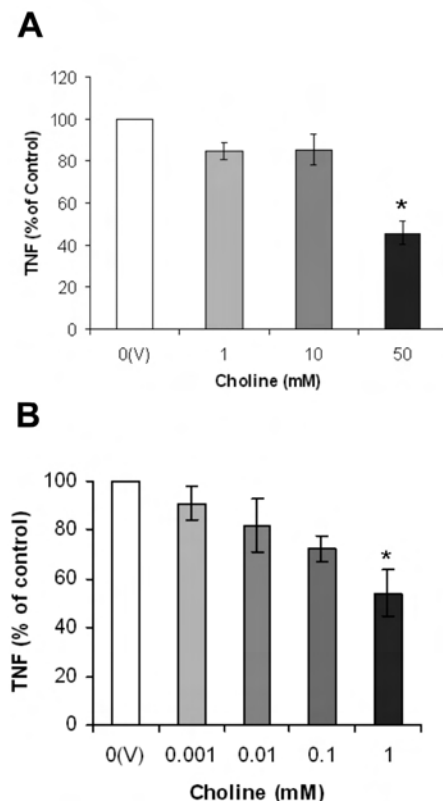 A
TNF (% of Control)
120
100
80
60
40
20
0
*
0(V) 1 10 50
Choline (mM)
B
TNF (% of control)
100
80
60
40
20
0
*
0(V) 0.001 0.01 0.1 1
Choline (mM)